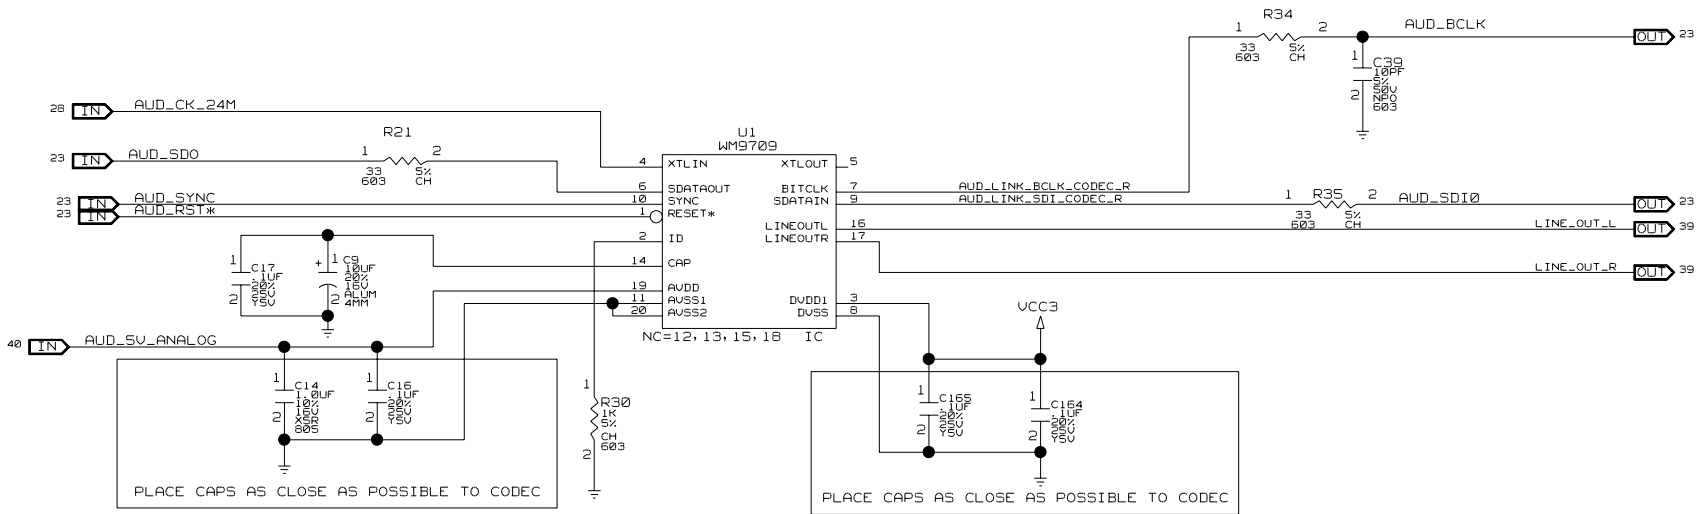 R34
1 2 AUD_BCLK
OUT 23
33 5%
603 CH
1 C39
10PF
5%
50V
2 NPO
603
28 IN AUD_CK_24M
R21
23 IN AUD_SDO 1 2
33 5%
603 CH
23 IN AUD_SYNC
23 IN AUD_RST*
U1
WM9709
4 XTLIN XTLOUT 5
6 SDATAOUT BITCLK 7
10 SYNC SDATAIN 9
1 RESET*
LINEOUTL 16
2 ID LINEOUTR 17
14 CAP
19 AVDD
11 AVSS1 DVDD1 3
20 AVSS2 DVSS 8
NC=12,13,15,18 IC
AUD_LINK_BCLK_CODEC_R
AUD_LINK_SDI_CODEC_R
1 R35 2 AUD_SDI0
OUT 23
33 5%
603 CH
LINE_OUT_L OUT 39
LINE_OUT_R OUT 39
1 C17
.1UF
20%
25V
2 Y5V
+ 1 C9
10UF
20%
16V
ALUM
2 4MM
40 IN AUD_5V_ANALOG
1 C14
1.0UF
10%
16V
2 X5R
805
1 C16
.1UF
20%
25V
2 Y5V
PLACE CAPS AS CLOSE AS POSSIBLE TO CODEC
1
R30
1K
5%
CH
603
2
VCC3
1 C165
.1UF
20%
25V
2 Y5V
1 C164
.1UF
20%
25V
2 Y5V
PLACE CAPS AS CLOSE AS POSSIBLE TO CODEC